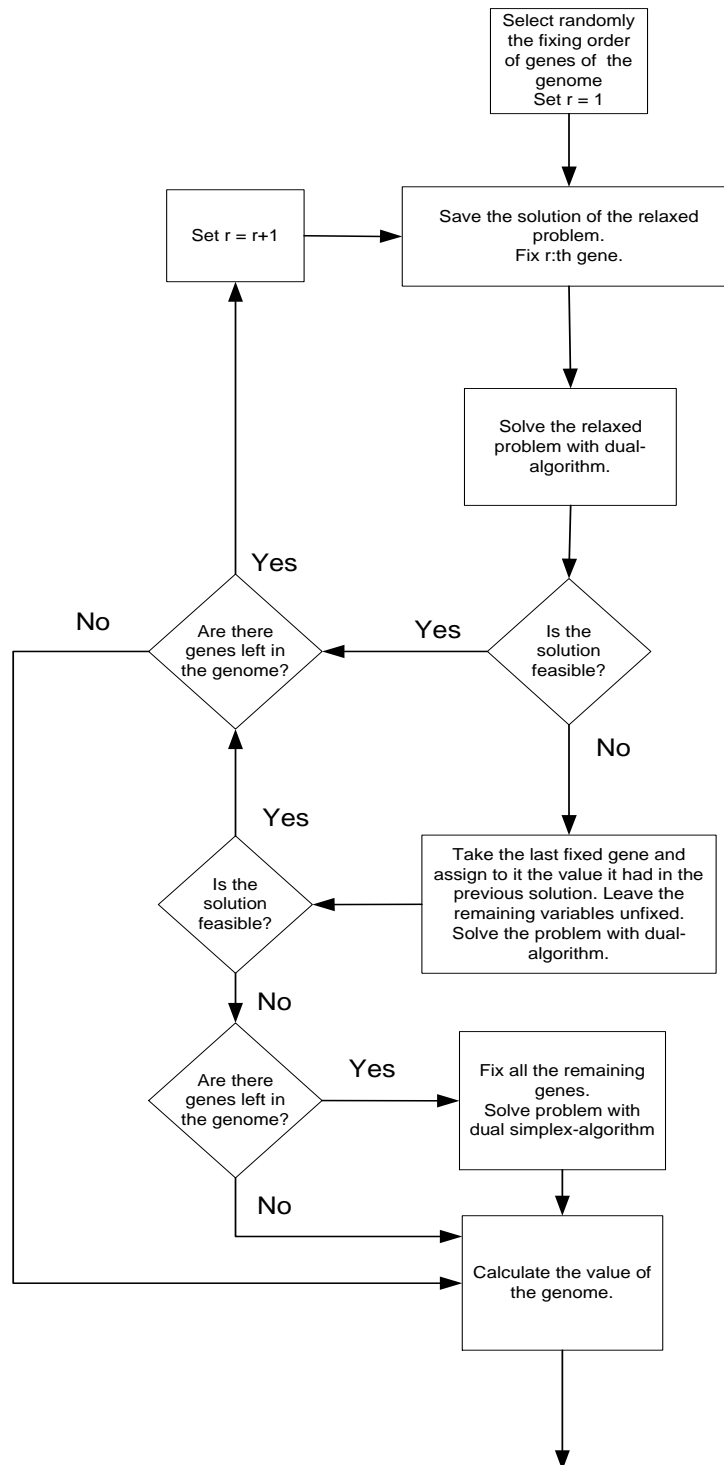 Select randomly
the fixing order
of genes of the
genome
Set r = 1
Set r = r+1
Save the solution of the relaxed
problem.
Fix r:th gene.
Solve the relaxed
problem with dual-
algorithm.
Yes
No
Are there
genes left in
the genome?
Yes
Is the
solution
feasible?
No
Yes
Is the
solution
feasible?
Take the last fixed gene and
assign to it the value it had in
the previous solution. Leave the
remaining variables unfixed.
Solve the problem with dual-
algorithm.
No
Are there
genes left in
the genome?
Yes
Fix all the remaining
genes.
Solve problem with
dual simplex-algorithm
No
Calculate the value of
the genome.